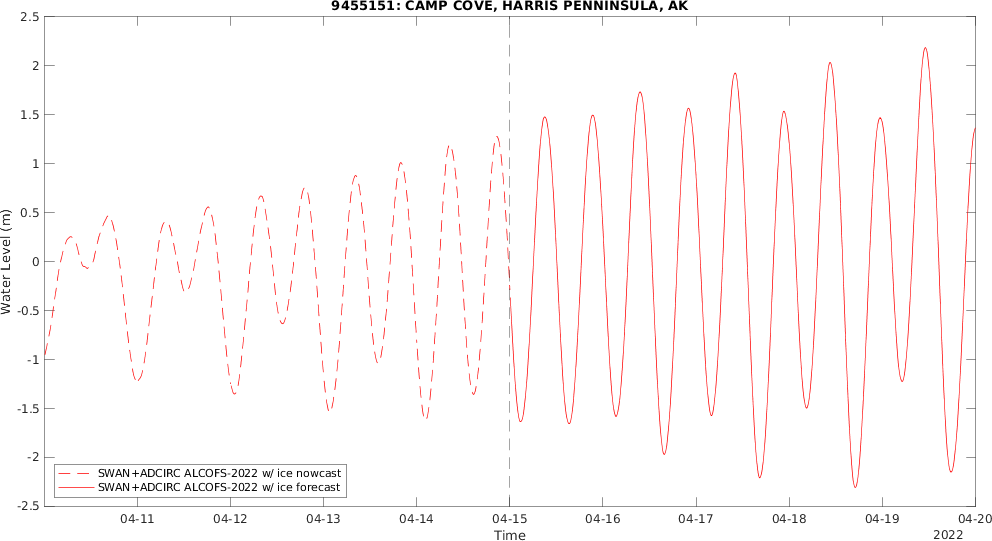 9455151: CAMP COVE, HARRIS PENNINSULA, AK
2.5
2
1.5
1
0.5
0
-0.5
-1
-1.5
-2
-2.5
Water Level (m)
SWAN+ADCIRC ALCOFS-2022 w/ ice nowcast
SWAN+ADCIRC ALCOFS-2022 w/ ice forecast
04-11 04-12 04-13 04-14 04-15 04-16 04-17 04-18 04-19 04-20
Time
2022